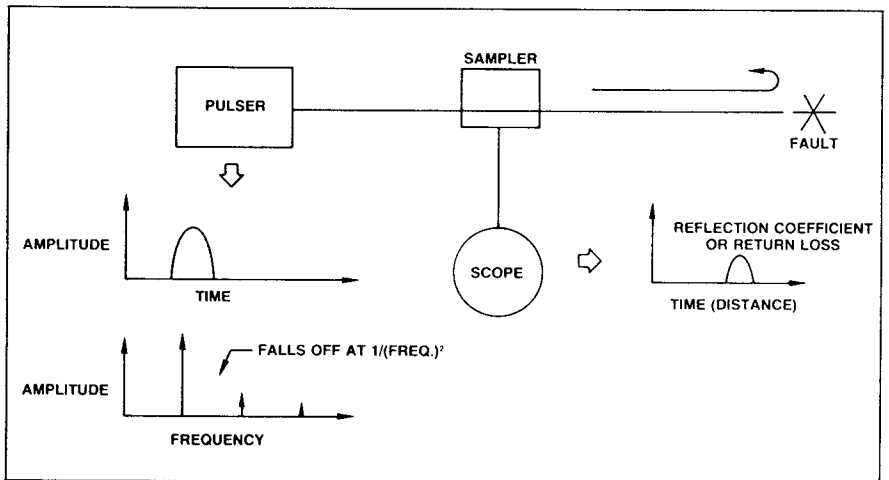 SAMPLER
PULSER
FAULT
AMPLITUDE
TIME
SCOPE
REFLECTION COEFFICIENT
OR RETURN LOSS
TIME (DISTANCE)
FALLS OFF AT 1/(FREQ.)²
AMPLITUDE
FREQUENCY